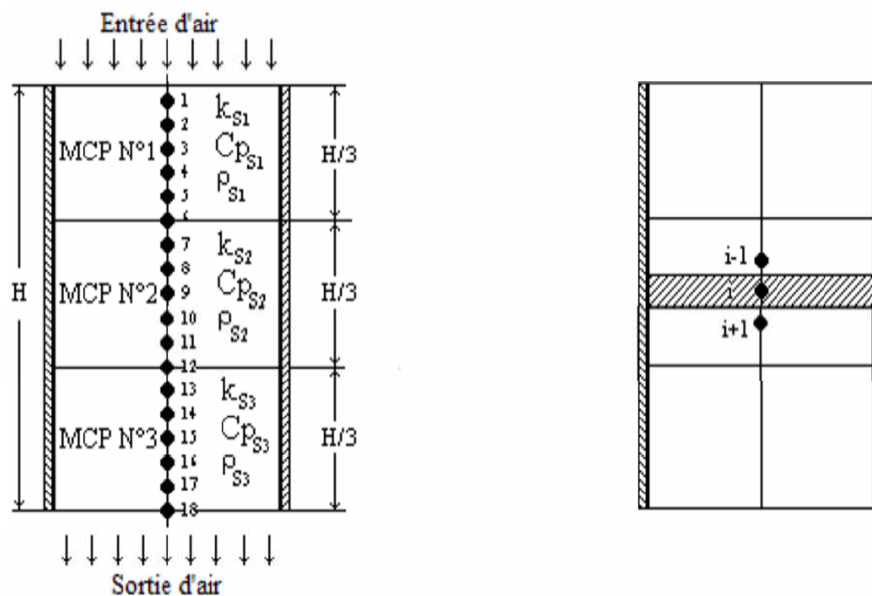 Entrée d'air
1
k_S1
2
MCP N°1
3
Cp_S1
H/3
4
ρ_S1
5
6
7
k_S2
8
H
MCP N°2
9
Cp_S2
H/3
10
ρ_S2
11
12
13
k_S3
14
MCP N°3
15
Cp_S3
H/3
16
ρ_S3
17
18
Sortie d'air
i-1
i
i+1